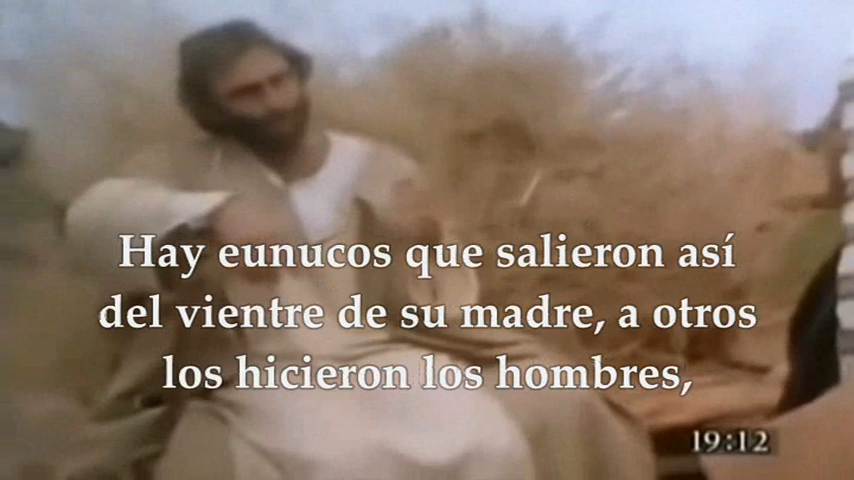 Hay eunucos que salieron así
del vientre de su madre, a otros
los hicieron los hombres,
19:12